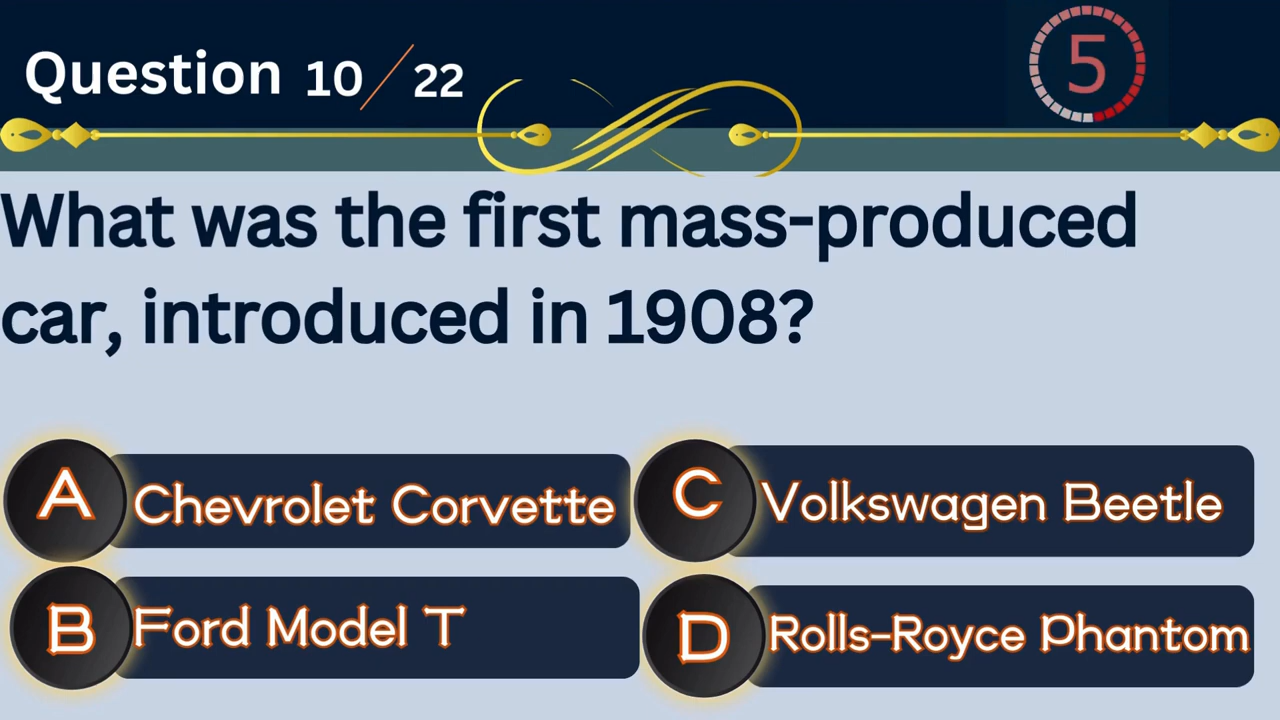 Question 10 / 22
5
What was the first mass-produced
car, introduced in 1908?
A Chevrolet Corvette
B Ford Model T
C Volkswagen Beetle
D Rolls-Royce Phantom